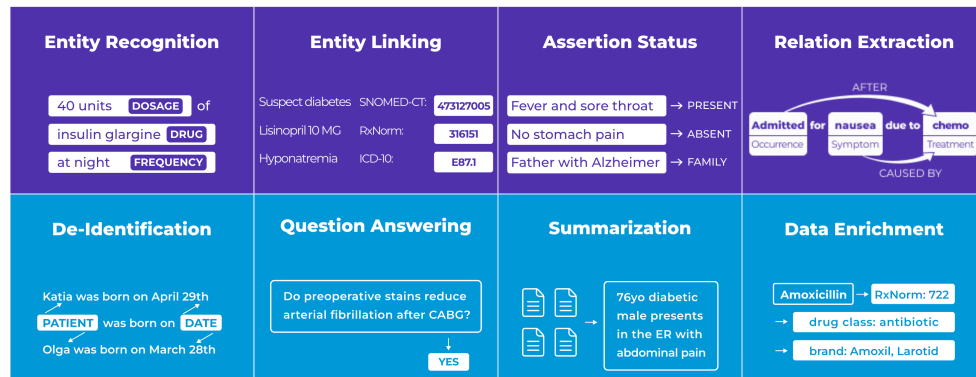 Entity Recognition
40 units DOSAGE of
insulin glargine DRUG
at night FREQUENCY
Entity Linking
Suspect diabetes SNOMED-CT: 473127005
Lisinopril 10 MG RxNorm: 316151
Hyponatremia ICD-10: E87.1
Assertion Status
Fever and sore throat → PRESENT
No stomach pain → ABSENT
Father with Alzheimer → FAMILY
Relation Extraction
AFTER
Admitted for nausea due to chemo
Occurrence Symptom Treatment
CAUSED BY
De-Identification
Katia was born on April 29th
PATIENT was born on DATE
Olga was born on March 28th
Question Answering
Do preoperative stains reduce
arterial fibrillation after CABG?
YES
Summarization
76yo diabetic
male presents
in the ER with
abdominal pain
Data Enrichment
Amoxicillin → RxNorm: 722
→ drug class: antibiotic
→ brand: Amoxil, Larotid